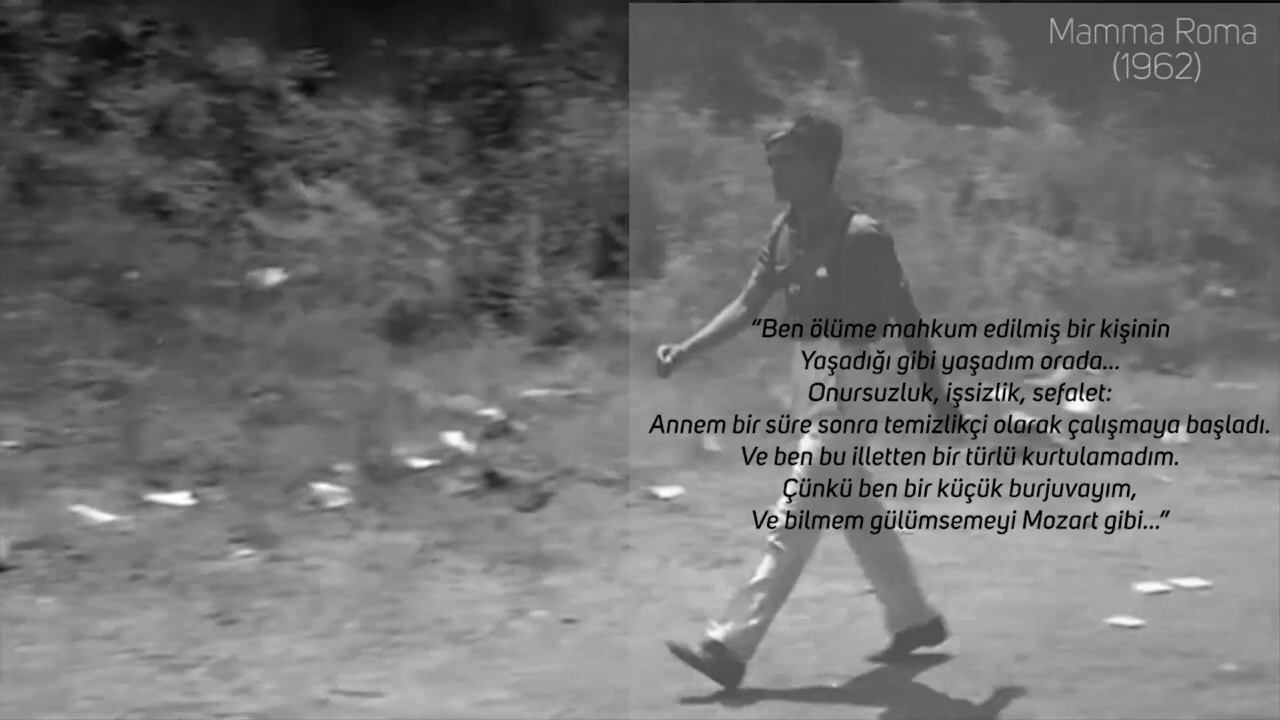 Mamma Roma
(1962)
“Ben ölüme mahkum edilmiş bir kişinin
Yaşadığı gibi yaşadım orada...
Onursuzluk, işsizlik, sefalet:
Annem bir süre sonra temizlikçi olarak çalışmaya başladı.
Ve ben bu illetten bir türlü kurtulamadım.
Çünkü ben bir küçük burjuvayım,
Ve bilmem gülümsemeyi Mozart gibi...”